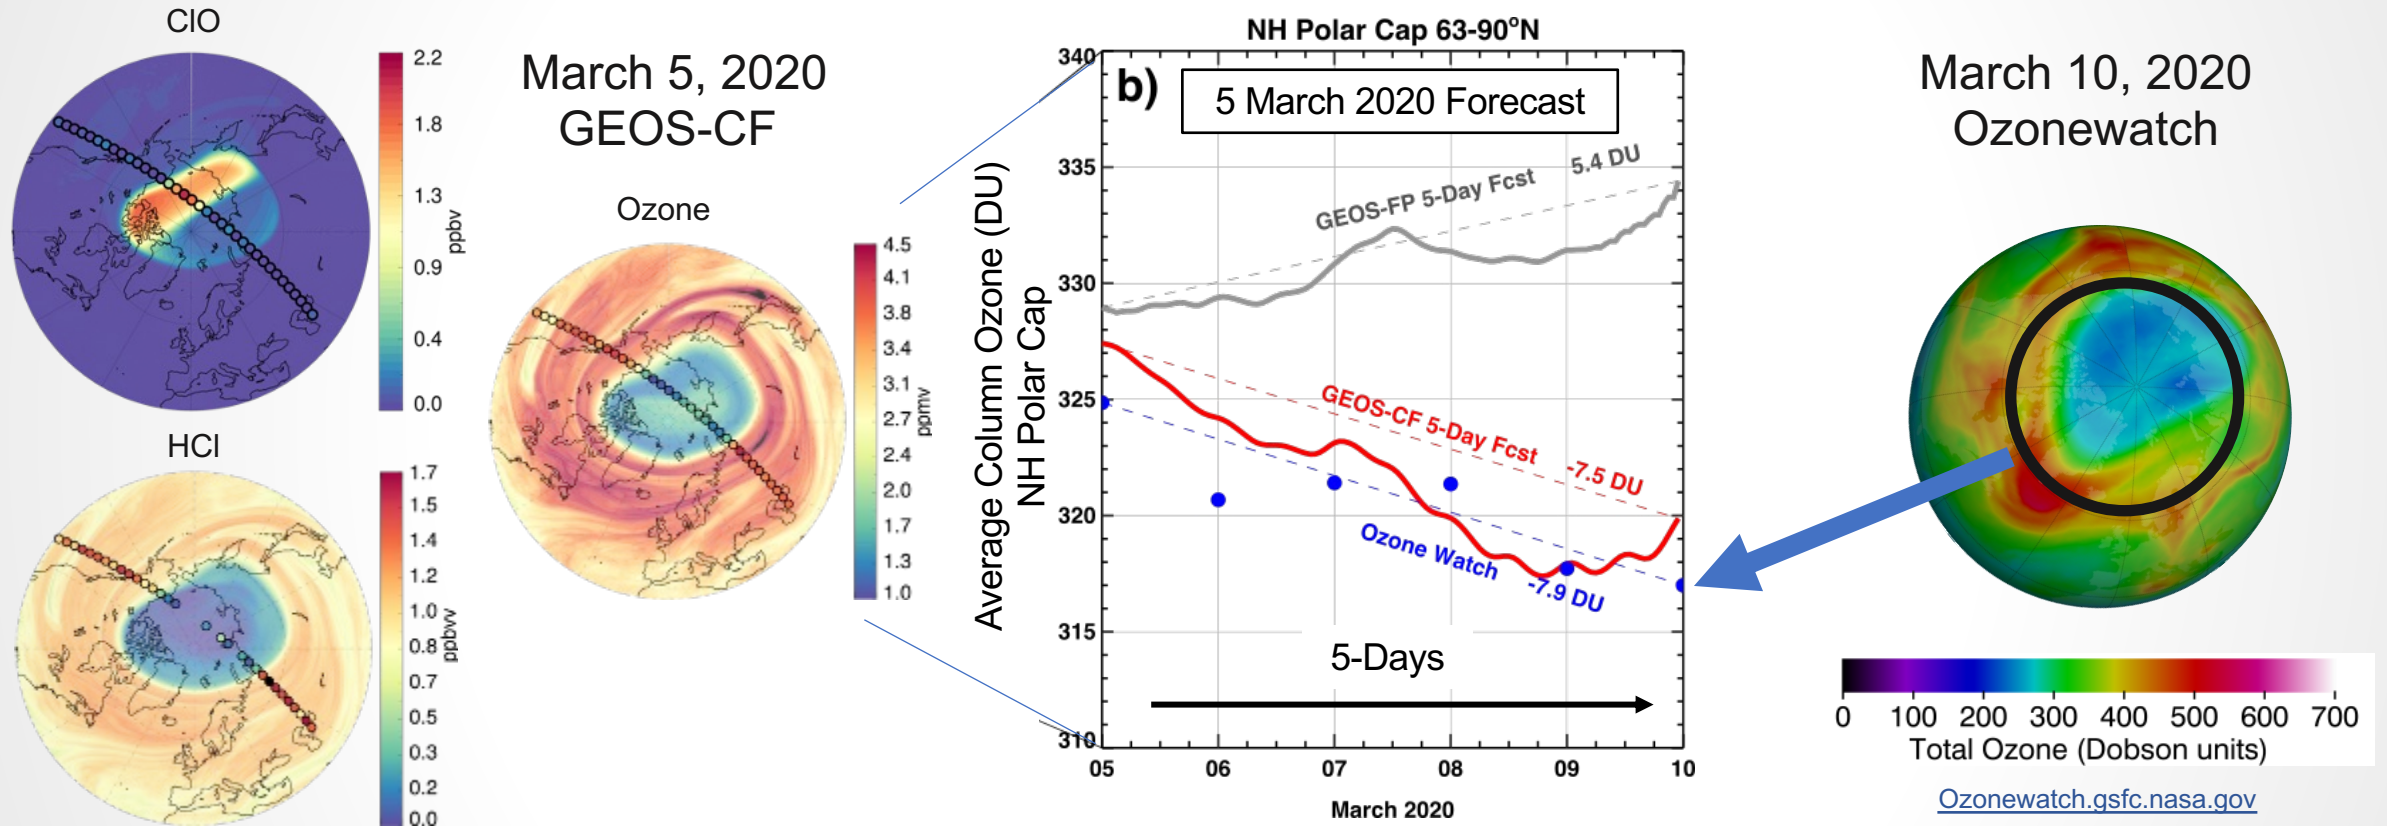 ClO
2.2
1.8
1.3
0.9
0.4
0.0
ppbv
HCl
1.7
1.5
1.4
1.2
1.0
0.8
0.7
0.5
0.3
0.2
0.0
ppbvv
March 5, 2020
GEOS-CF
Ozone
4.5
4.1
3.8
3.4
3.1
2.7
2.4
2.0
1.7
1.3
1.0
ppmv
NH Polar Cap 63-90°N
b)
5 March 2020 Forecast
Average Column Ozone (DU)
NH Polar Cap
340
335
330
325
320
315
310
GEOS-FP 5-Day Fcst 5.4 DU
GEOS-CF 5-Day Fcst -7.5 DU
Ozone Watch -7.9 DU
5-Days
05 06 07 08 09 10
March 2020
March 10, 2020
Ozonewatch
0 100 200 300 400 500 600 700
Total Ozone (Dobson units)
Ozonewatch.gsfc.nasa.gov